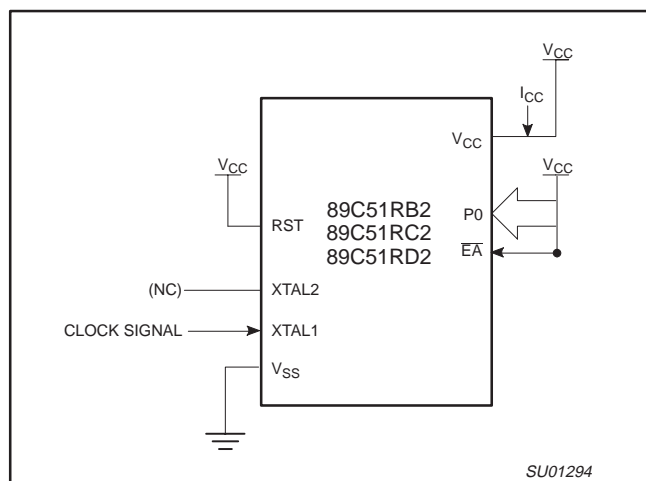 VCC
ICC
VCC
VCC
VCC
89C51RB2
89C51RC2
89C51RD2
P0
RST
EA
(NC)
XTAL2
CLOCK SIGNAL
XTAL1
VSS
SU01294